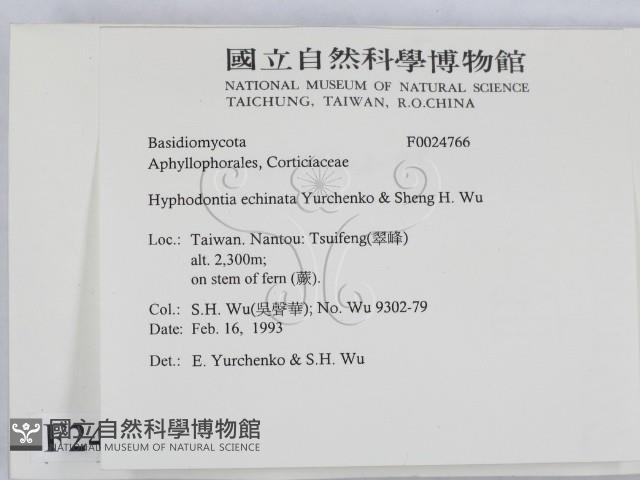 國立自然科學博物館
NATIONAL MUSEUM OF NATURAL SCIENCE
TAICHUNG, TAIWAN, R.O.CHINA
Basidiomycota F0024766
Aphyllophorales, Corticiaceae
Hyphodontia echinata Yurchenko & Sheng H. Wu
Loc.: Taiwan. Nantou: Tsuifeng(翠峰)
alt. 2,300m;
on stem of fern (蕨).
Col.: S.H. Wu(吳聲華); No. Wu 9302-79
Date: Feb. 16, 1993
Det.: E. Yurchenko & S.H. Wu
F24
國立自然科學博物館
NATIONAL MUSEUM OF NATURAL SCIENCE